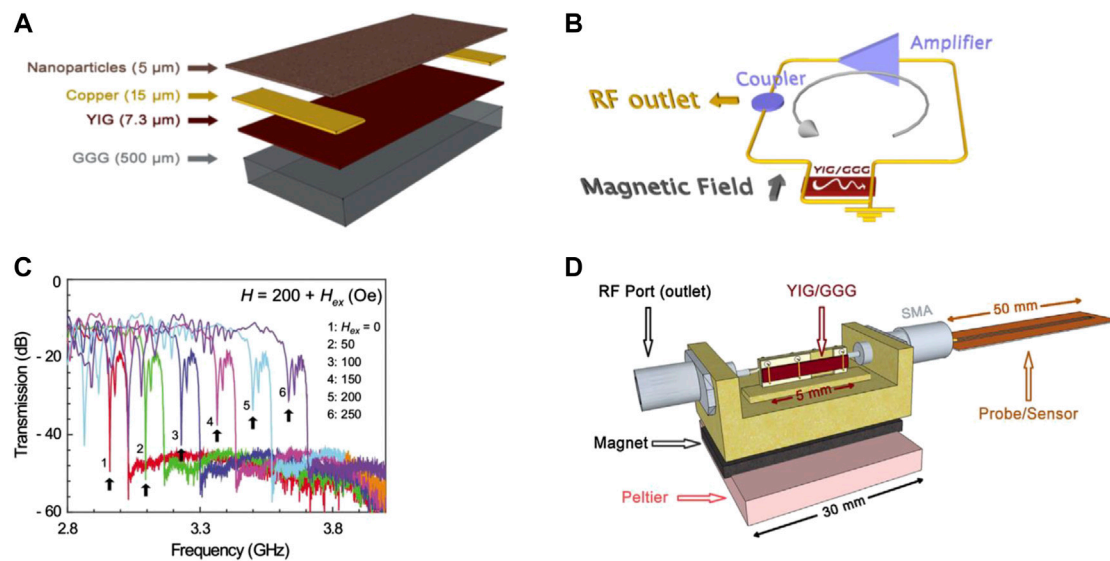 A
Nanoparticles (5 µm)
Copper (15 µm)
YIG (7.3 µm)
GGG (500 µm)
B
Amplifier
Coupler
RF outlet
YIG/GGG
Magnetic Field
C
0
-20
-40
-60
Transmission (dB)
H = 200 + Hex (Oe)
1: Hex = 0
2: 50
3: 100
4: 150
5: 200
6: 250
1
2
3
4
5
6
2.8
3.3
3.8
Frequency (GHz)
D
RF Port (outlet)
YIG/GGG
SMA
50 mm
5 mm
Probe/Sensor
Magnet
Peltier
30 mm